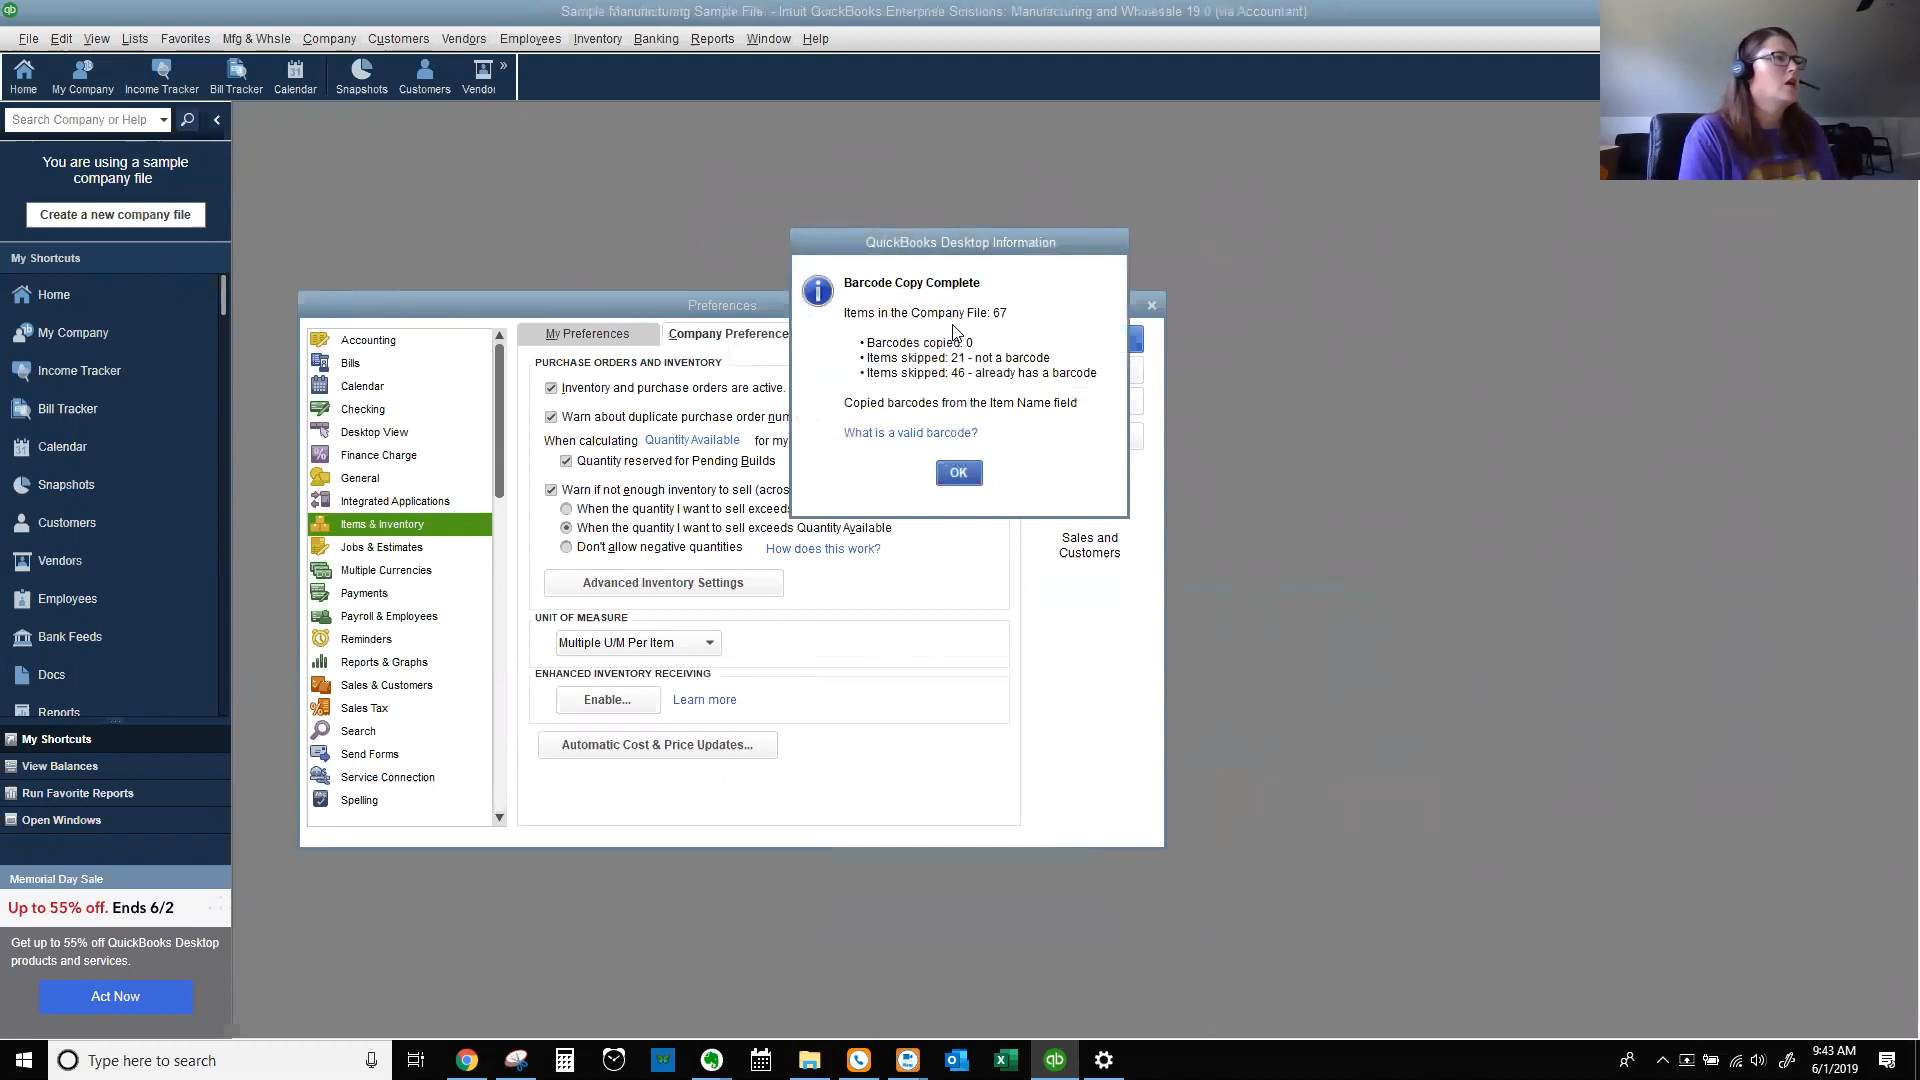 Sample Manufacturing Sample File - Intuit QuickBooks Enterprise Solutions: Manufacturing and Wholesale 19.0 (via Accountant)
File Edit View Lists Favorites Mfg & Whsle Company Customers Vendors Employees Inventory Banking Reports Window Help
Home My Company Income Tracker Bill Tracker Calendar Snapshots Customers Vendor
31
Search Company or Help
You are using a sample
company file
Create a new company file
My Shortcuts
Home
My Company
Income Tracker
Bill Tracker
Calendar
Snapshots
Customers
Vendors
Employees
Bank Feeds
Docs
Reports
My Shortcuts
View Balances
Run Favorite Reports
Open Windows
Memorial Day Sale
Up to 55% off. Ends 6/2
Get up to 55% off QuickBooks Desktop
products and services.
Act Now
Preferences
Accounting
Bills
Calendar
Checking
Desktop View
Finance Charge
General
Integrated Applications
Items & Inventory
Jobs & Estimates
Multiple Currencies
Payments
Payroll & Employees
Reminders
Reports & Graphs
Sales & Customers
Sales Tax
Search
Send Forms
Service Connection
Spelling
My Preferences
Company Preference
PURCHASE ORDERS AND INVENTORY
Inventory and purchase orders are active.
Warn about duplicate purchase order num
When calculating Quantity Available for my
Quantity reserved for Pending Builds
Warn if not enough inventory to sell (acros
When the quantity I want to sell exceeds
When the quantity I want to sell exceeds Quantity Available
Don't allow negative quantities How does this work?
Advanced Inventory Settings
UNIT OF MEASURE
Multiple U/M Per Item
ENHANCED INVENTORY RECEIVING
Enable... Learn more
Automatic Cost & Price Updates...
Sales and
Customers
QuickBooks Desktop Information
Barcode Copy Complete
Items in the Company File: 67
• Barcodes copied: 0
• Items skipped: 21 - not a barcode
• Items skipped: 46 - already has a barcode
Copied barcodes from the Item Name field
What is a valid barcode?
OK
Type here to search
9:43 AM
6/1/2019